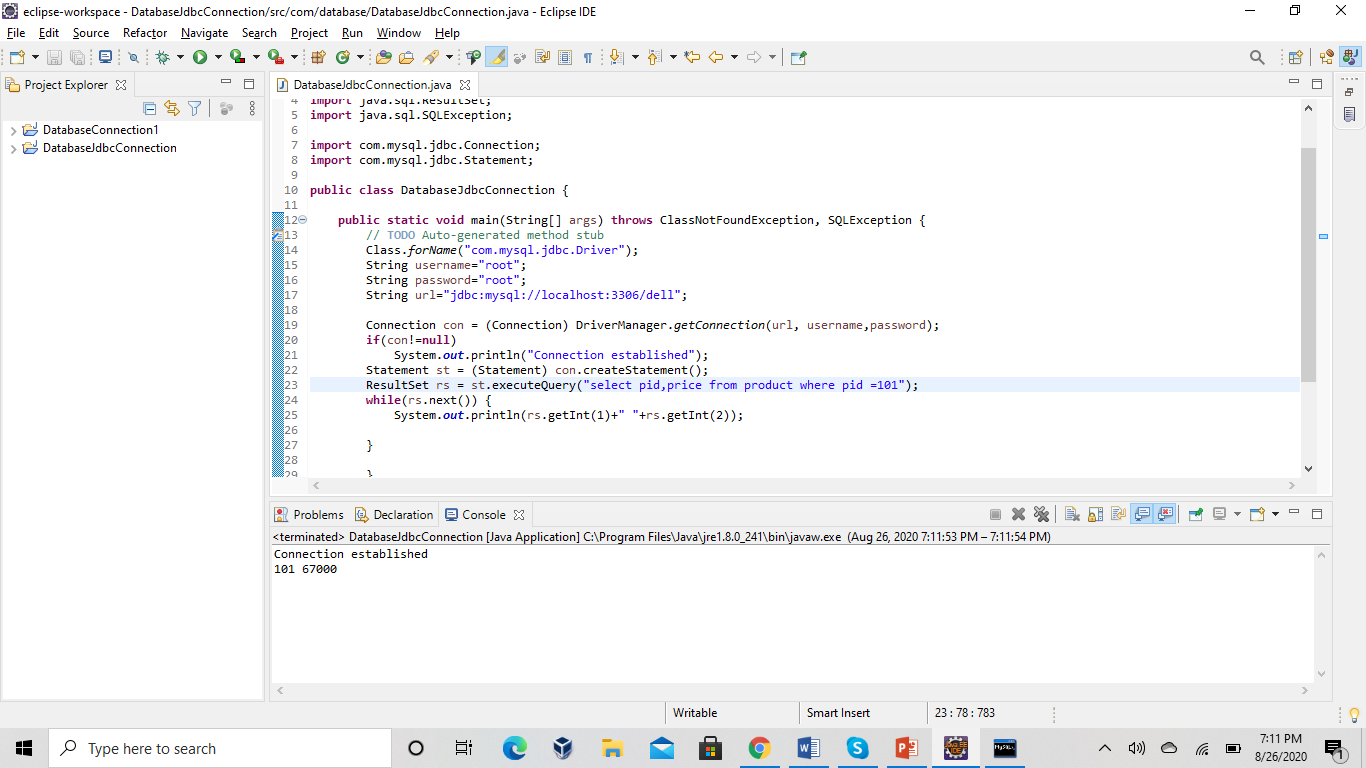 eclipse-workspace - DatabaseJdbcConnection/src/com/database/DatabaseJdbcConnection.java - Eclipse IDE
File Edit Source Refactor Navigate Search Project Run Window Help
Project Explorer
DatabaseConnection1
DatabaseJdbcConnection
DatabaseJdbcConnection.java
4 import java.sql.ResultSet;
5 import java.sql.SQLException;
6
7 import com.mysql.jdbc.Connection;
8 import com.mysql.jdbc.Statement;
9
10 public class DatabaseJdbcConnection {
11
12 public static void main(String[] args) throws ClassNotFoundException, SQLException {
13 // TODO Auto-generated method stub
14 Class.forName("com.mysql.jdbc.Driver");
15 String username="root";
16 String password="root";
17 String url="jdbc:mysql://localhost:3306/dell";
18
19 Connection con = (Connection) DriverManager.getConnection(url, username,password);
20 if(con!=null)
21 System.out.println("Connection established");
22 Statement st = (Statement) con.createStatement();
23 ResultSet rs = st.executeQuery("select pid,price from product where pid =101");
24 while(rs.next()) {
25 System.out.println(rs.getInt(1)+" "+rs.getInt(2));
26
27 }
28
29 }
Problems Declaration Console
<terminated> DatabaseJdbcConnection [Java Application] C:\Program Files\Java\jre1.8.0_241\bin\javaw.exe (Aug 26, 2020 7:11:53 PM – 7:11:54 PM)
Connection established
101 67000
Writable Smart Insert 23 : 78 : 783
Type here to search
7:11 PM
8/26/2020
1